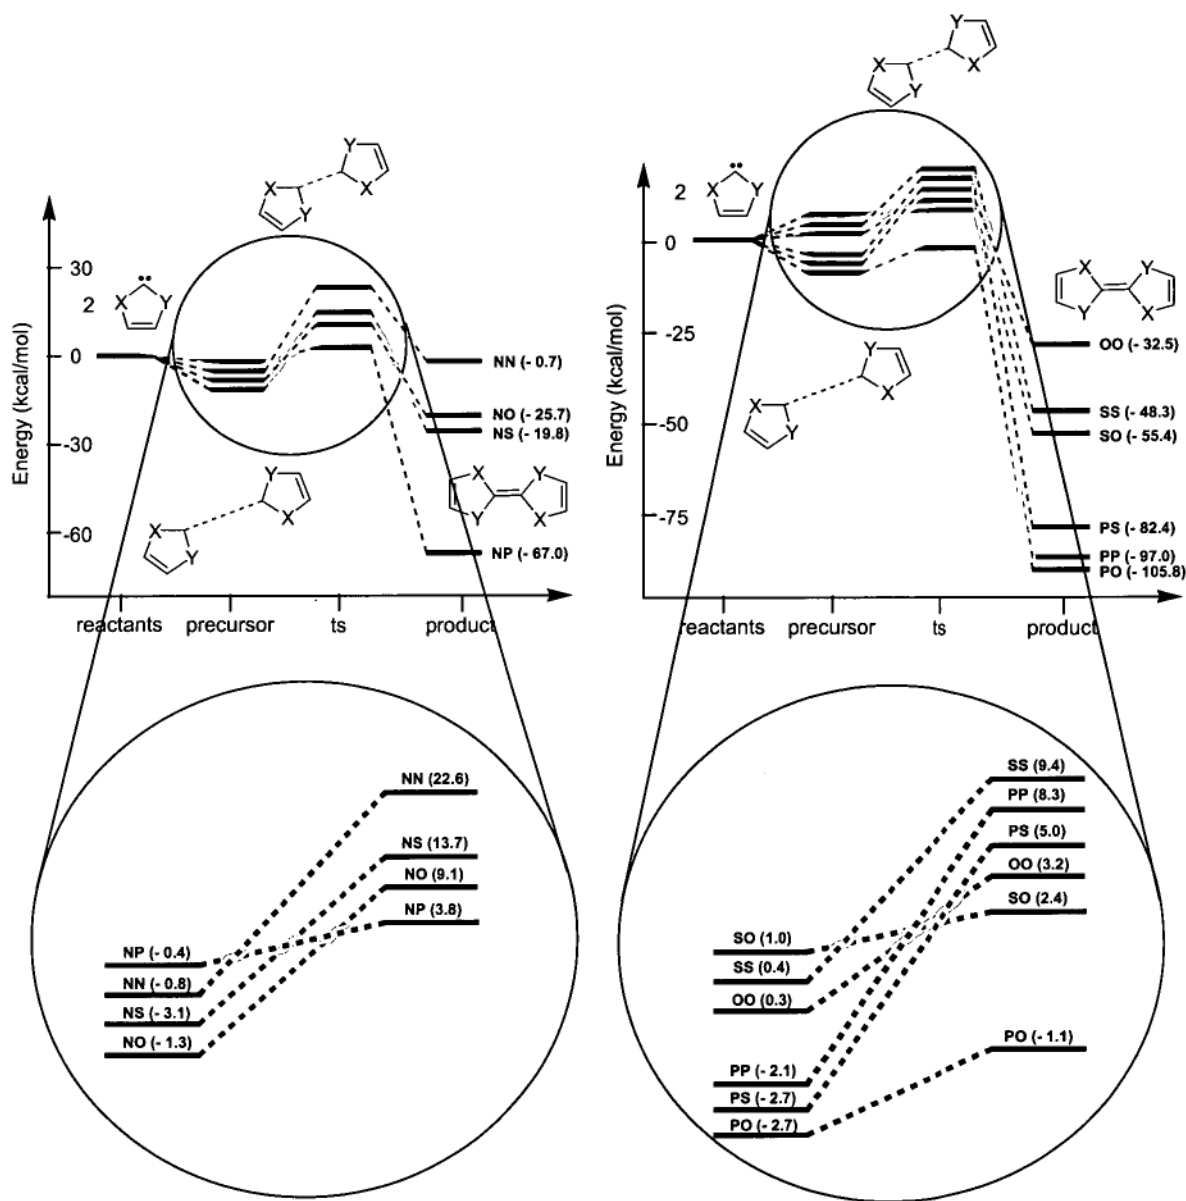 Y
X
X
Y
Energy (kcal/mol)
30
0
-30
-60
2
X
Y
NN (- 0.7)
NO (- 25.7)
NS (- 19.8)
NP (- 67.0)
X
Y
Y
X
Y
X
X
Y
reactants
precursor
ts
product
Y
X
X
Y
Energy (kcal/mol)
0
-25
-50
-75
2
X
Y
X
Y
Y
X
OO (- 32.5)
SS (- 48.3)
SO (- 55.4)
PS (- 82.4)
PP (- 97.0)
PO (- 105.8)
Y
X
X
Y
reactants
precursor
ts
product
NN (22.6)
NS (13.7)
NO (9.1)
NP (3.8)
NP (- 0.4)
NN (- 0.8)
NS (- 3.1)
NO (- 1.3)
SS (9.4)
PP (8.3)
PS (5.0)
OO (3.2)
SO (2.4)
SO (1.0)
SS (0.4)
OO (0.3)
PO (- 1.1)
PP (- 2.1)
PS (- 2.7)
PO (- 2.7)